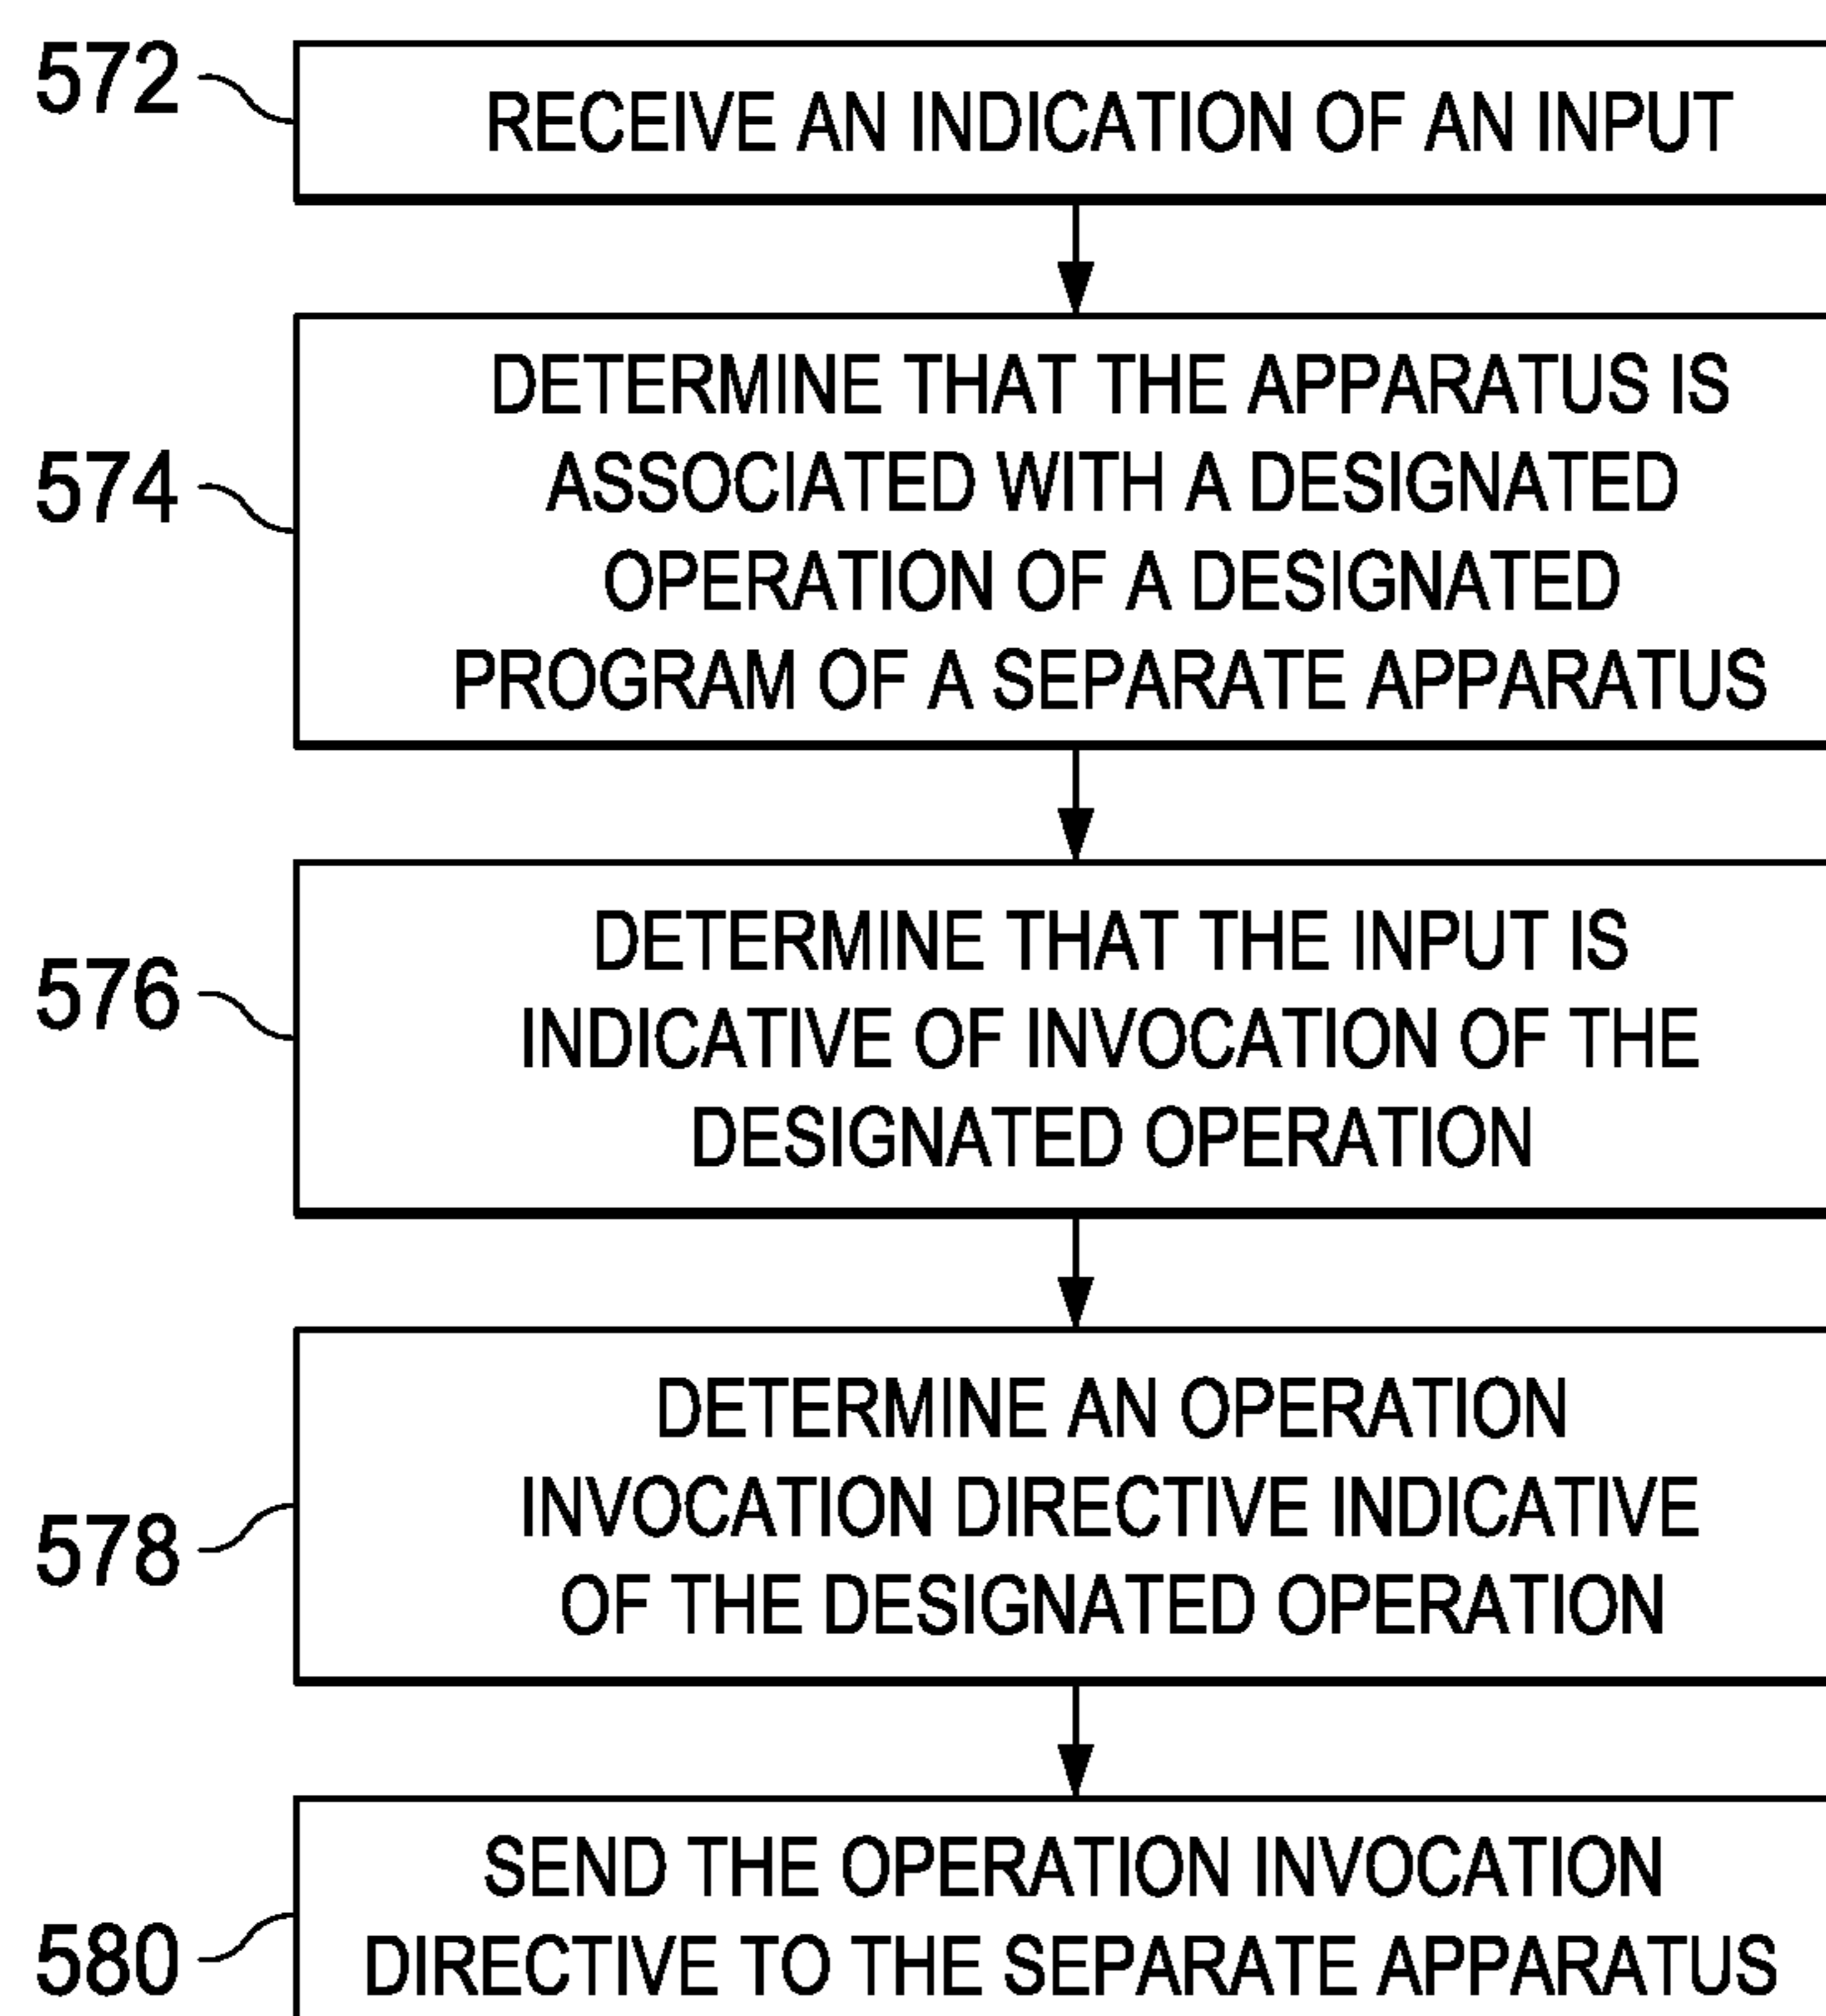 572
RECEIVE AN INDICATION OF AN INPUT
574
DETERMINE THAT THE APPARATUS IS
ASSOCIATED WITH A DESIGNATED
OPERATION OF A DESIGNATED
PROGRAM OF A SEPARATE APPARATUS
576
DETERMINE THAT THE INPUT IS
INDICATIVE OF INVOCATION OF THE
DESIGNATED OPERATION
578
DETERMINE AN OPERATION
INVOCATION DIRECTIVE INDICATIVE
OF THE DESIGNATED OPERATION
580
SEND THE OPERATION INVOCATION
DIRECTIVE TO THE SEPARATE APPARATUS